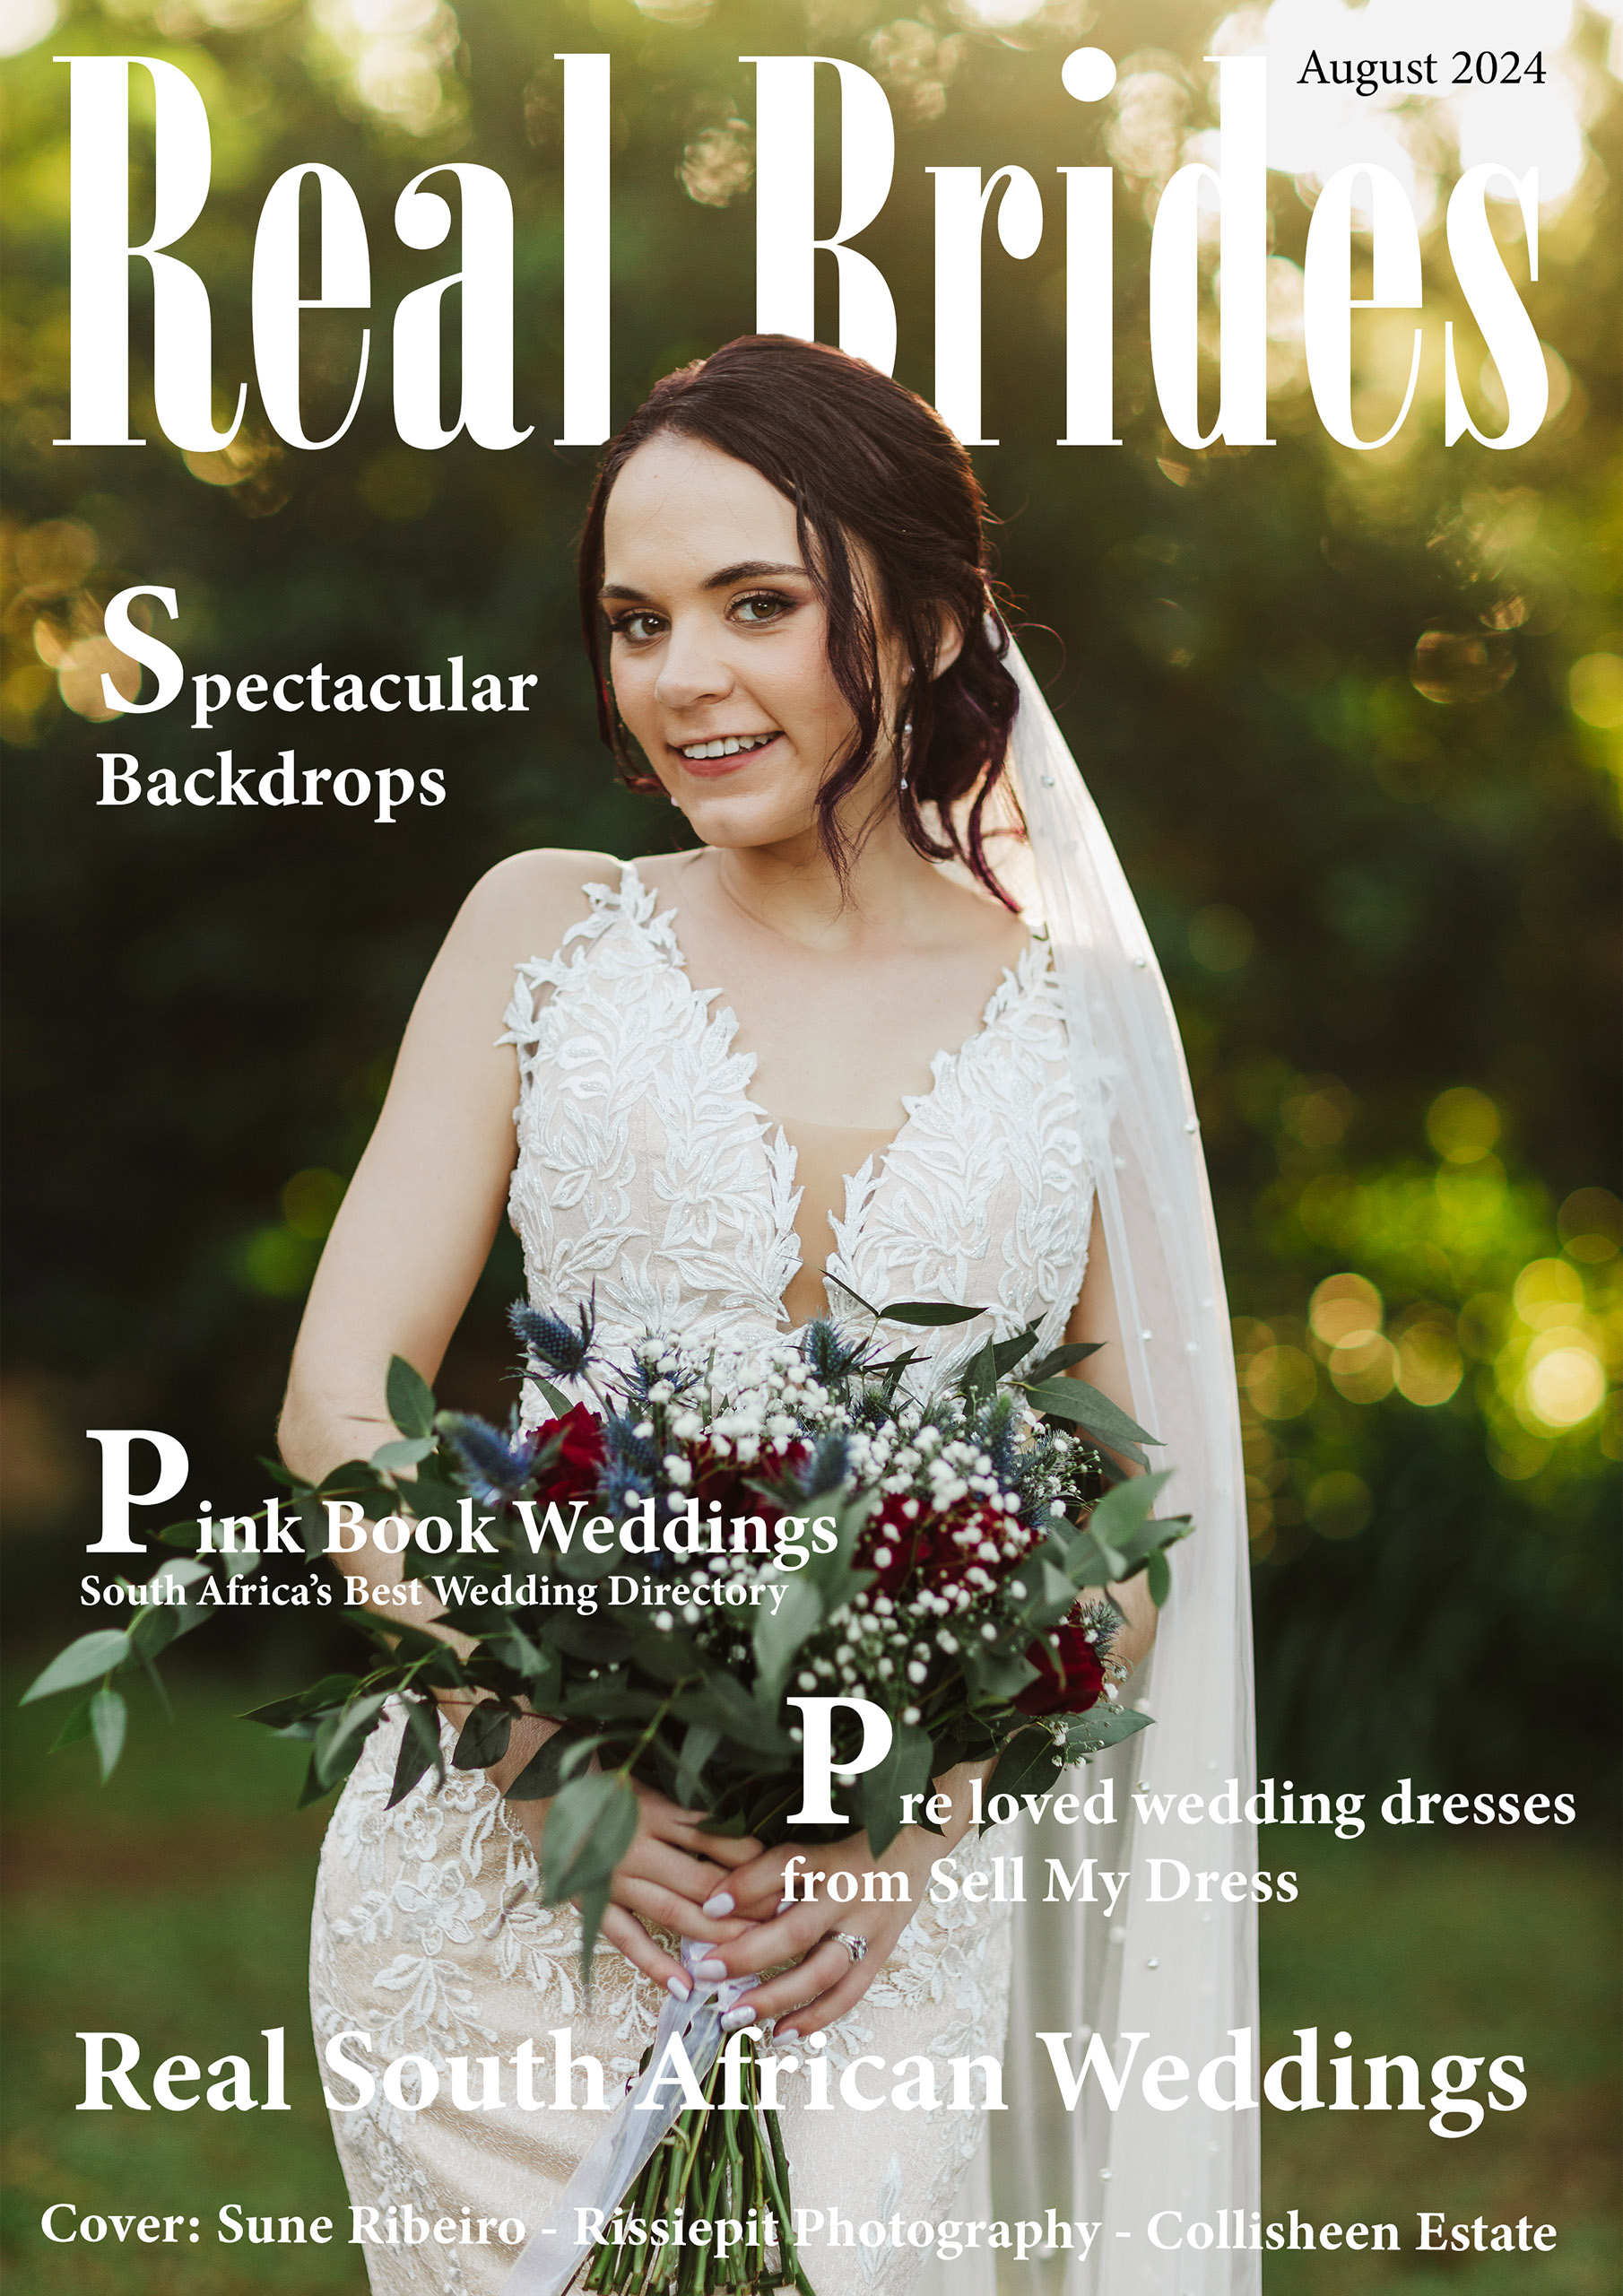 August 2024
Real Brides
Spectacular
Backdrops
Pink Book Weddings
South Africa's Best Wedding Directory
Pre loved wedding dresses
from Sell My Dress
Real South African Weddings
Cover: Sune Ribeiro - Rissiepit Photography - Collisheen Estate